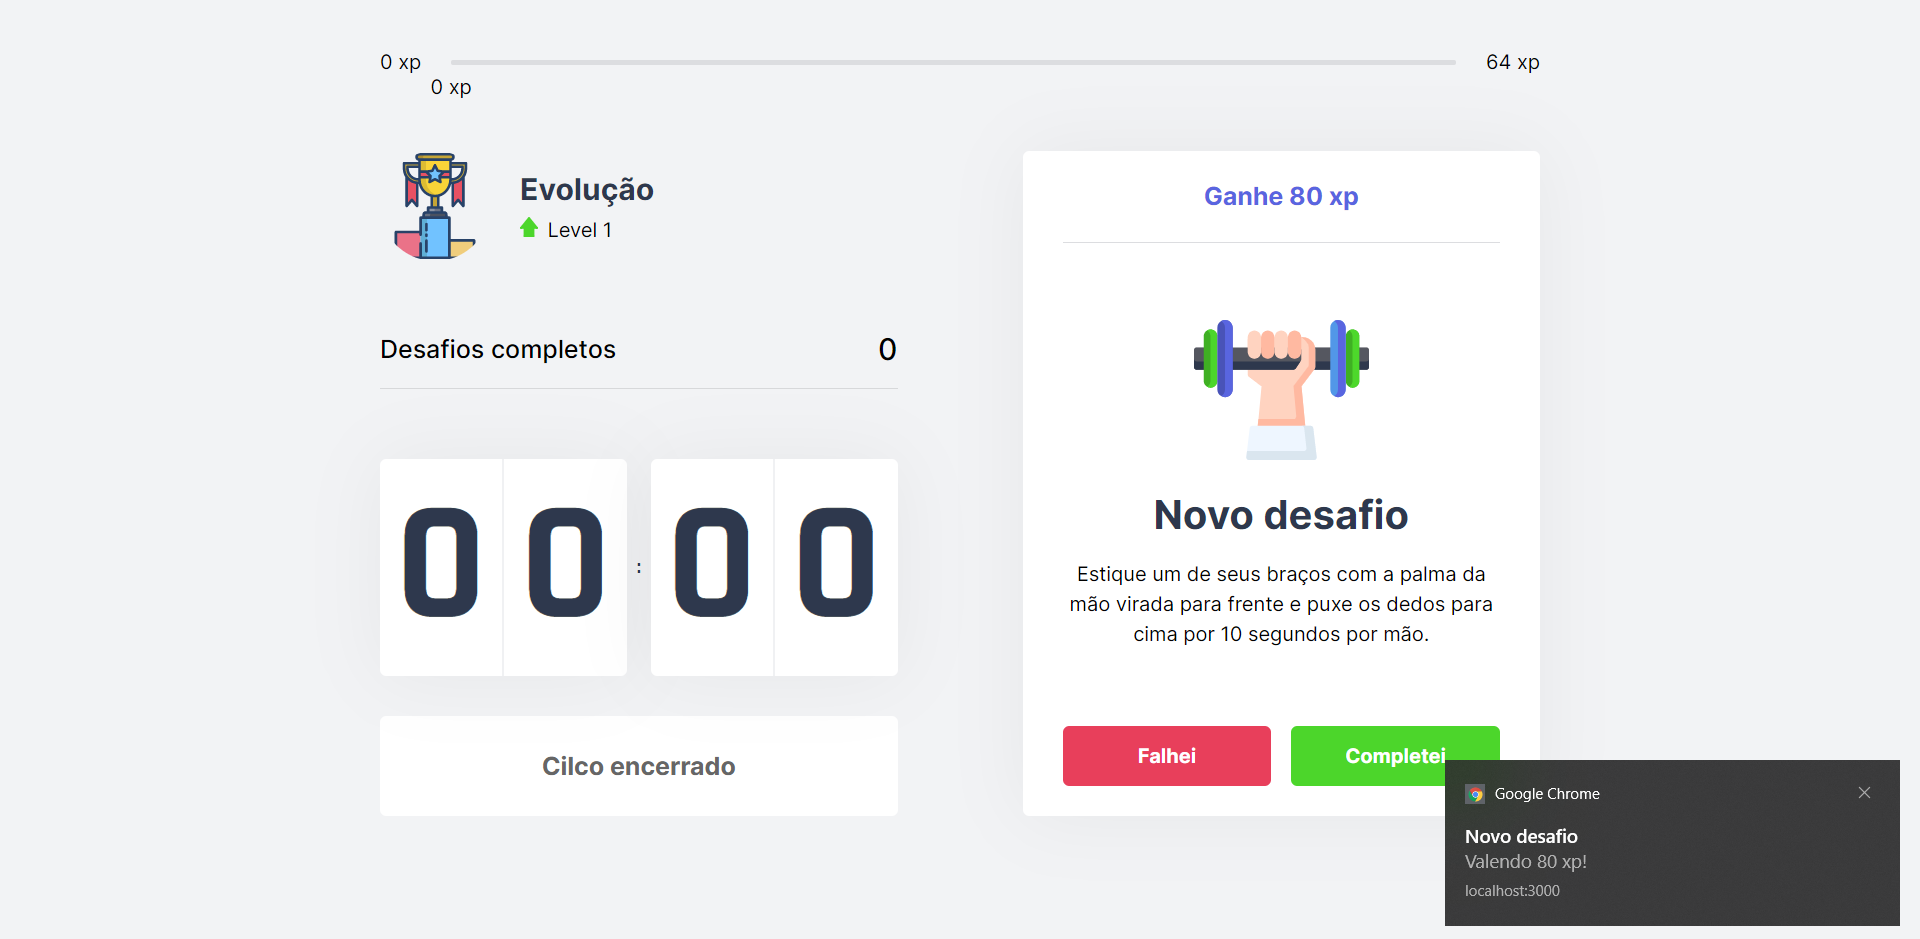 0 xp
64 xp
0 xp
Evolução
Level 1
Desafios completos
0
00:00
Cilco encerrado
Ganhe 80 xp
Novo desafio
Estique um de seus braços com a palma da
mão virada para frente e puxe os dedos para
cima por 10 segundos por mão.
Falhei
Completei
Google Chrome
Novo desafio
Valendo 80 xp!
localhost:3000